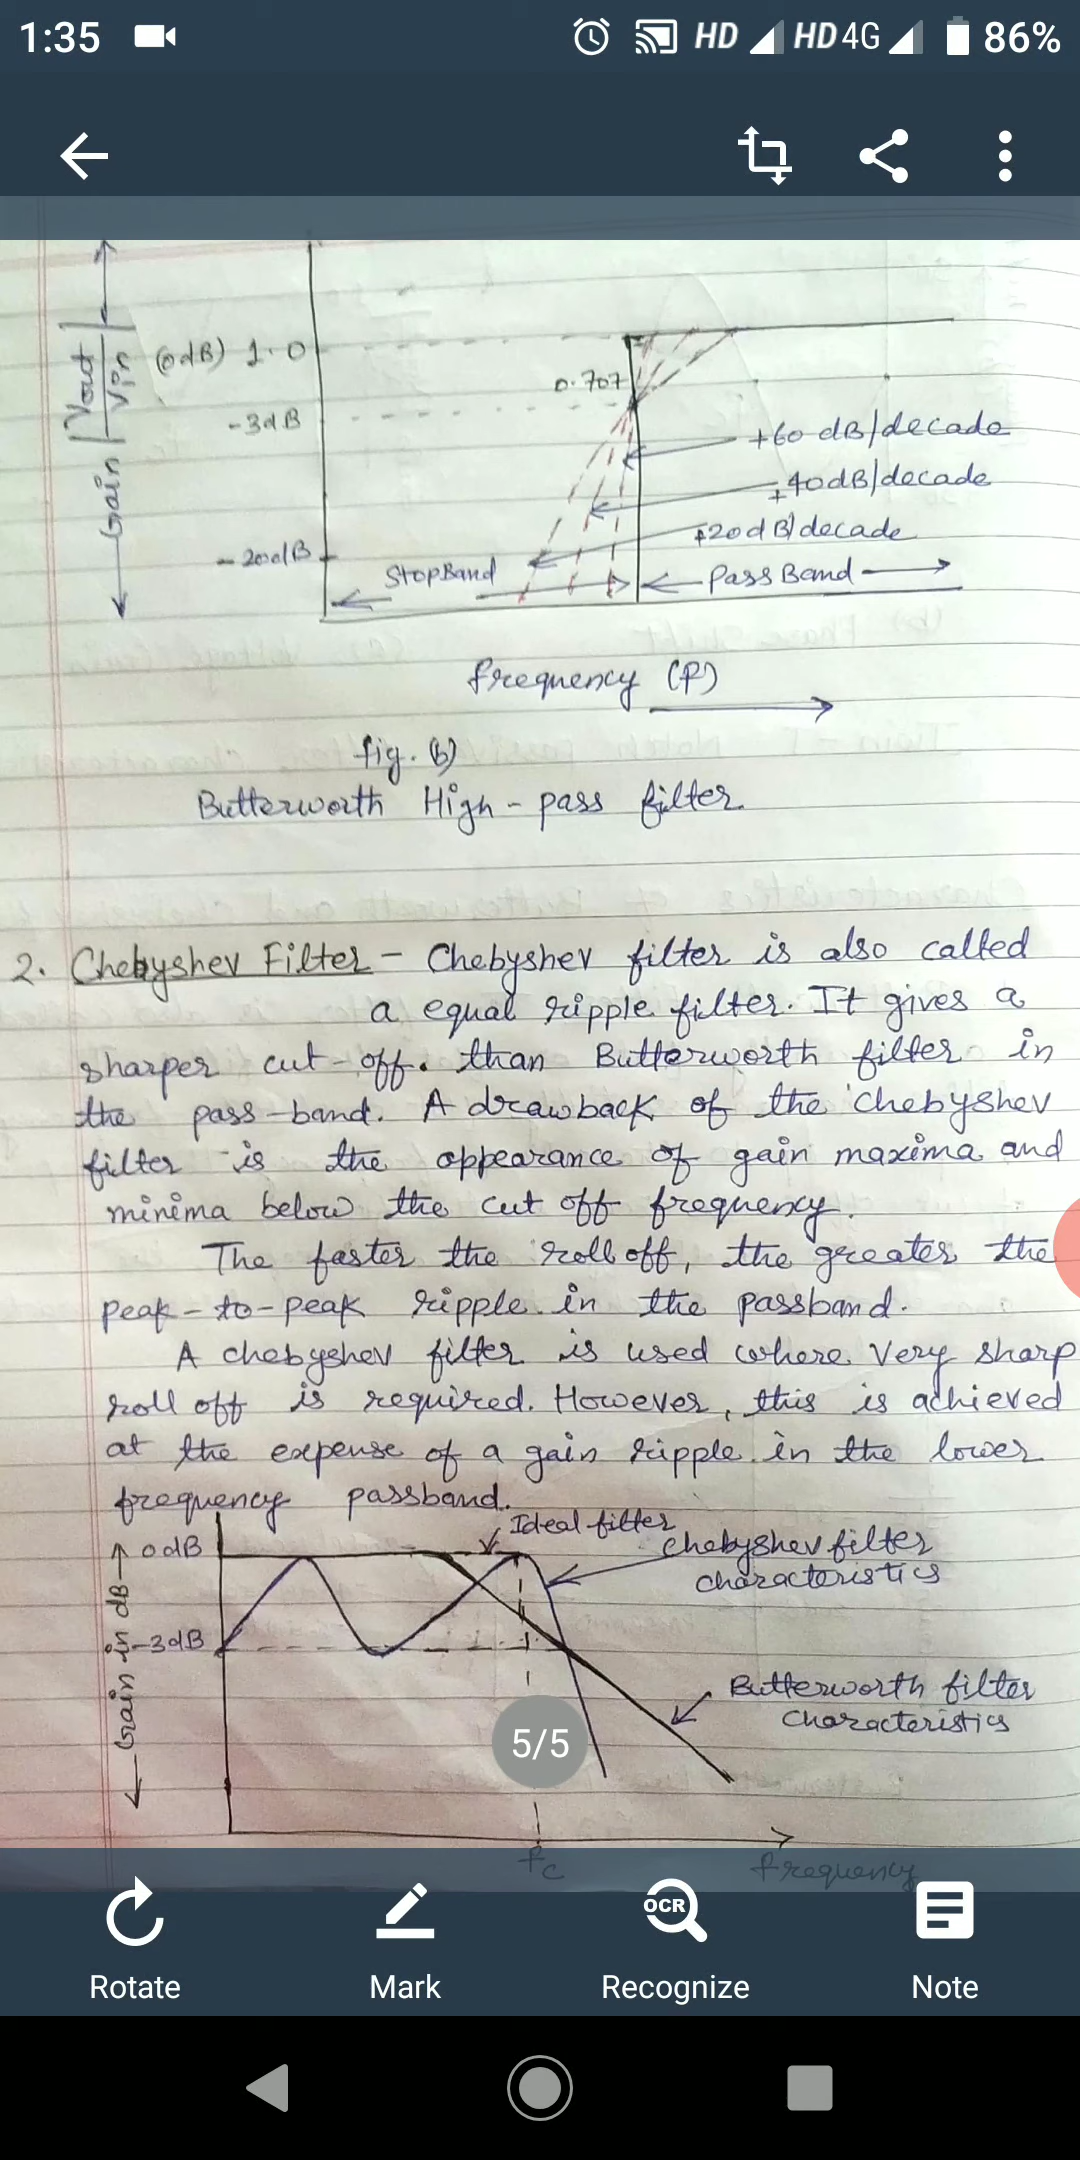 1:35 HD HD 4G 86%
Gain |Vout/Vin|
(0dB) 1.0
0.707
-3dB
+60 dB/decade
+40dB/decade
+20dB/decade
-20dB
StopBand
Pass Band
frequency (f)
fig. (b)
Butterworth High-pass filter.
2. Chebyshev Filter - Chebyshev filter is also called
a equal ripple filter. It gives a
sharper cut-off. than Butterworth filter in
the pass-band. A drawback of the chebyshev
filter is the appearance of gain maxima and
minima below the cut off frequency.
The faster the roll off, the greater the
peak-to-peak ripple in the passband.
A chebyshev filter is used where very sharp
roll off is required. However, this is achieved
at the expense of a gain ripple in the lower
frequency passband.
Ideal filter
0dB
chebyshev filter
characteristics
Gain in dB
-3dB
Butterworth filter
characteristics
5/5
fc
frequency
OCR
Rotate Mark Recognize Note